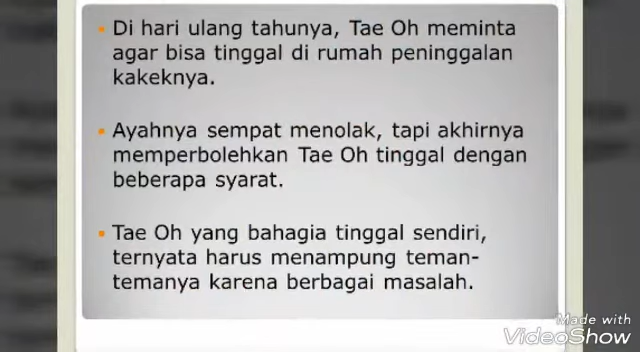 Di hari ulang tahunya, Tae Oh meminta
agar bisa tinggal di rumah peninggalan
kakeknya.
Ayahnya sempat menolak, tapi akhirnya
memperbolehkan Tae Oh tinggal dengan
beberapa syarat.
Tae Oh yang bahagia tinggal sendiri,
ternyata harus menampung teman-
temanya karena berbagai masalah.
Made with
VideoShow